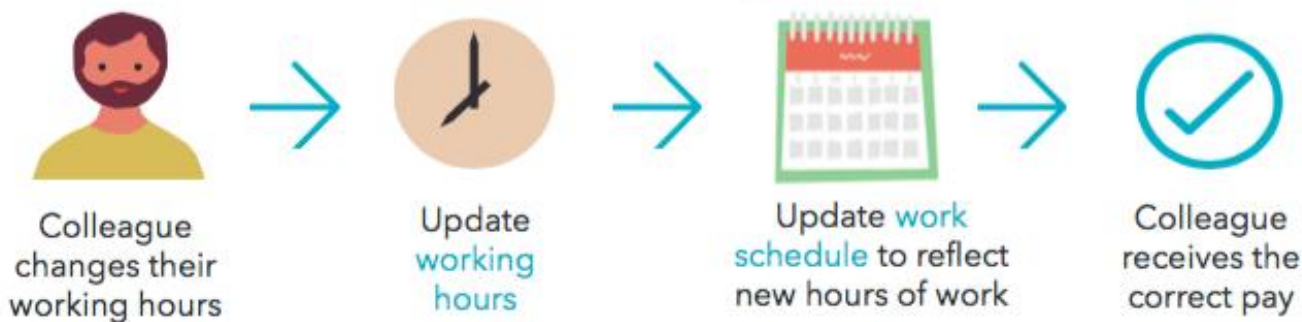 Colleague
changes their
working hours
Update
working
hours
Update work
schedule to reflect
new hours of work
Colleague
receives the
correct pay